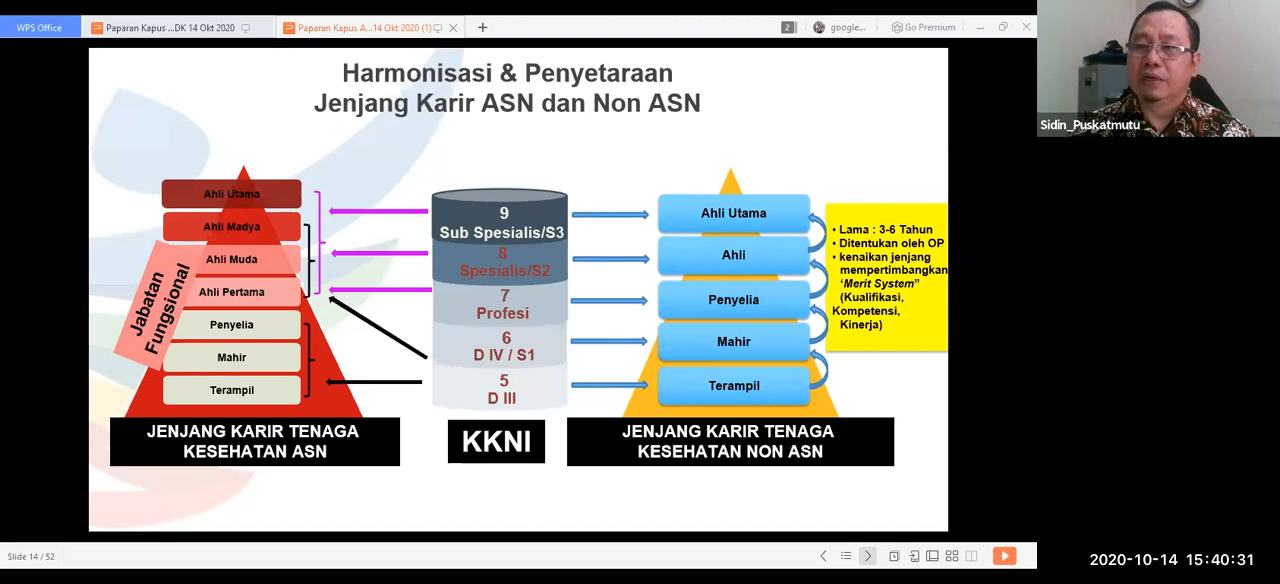 WPS Office
Paparan Kapus ...DK 14 Okt 2020
Paparan Kapus A...14 Okt 2020 (1)
2
google...
Go Premium
Harmonisasi & Penyetaraan
Jenjang Karir ASN dan Non ASN
Sidin_Puskatmutu
Jabatan
Fungsional
Ahli Utama
Ahli Madya
Ahli Muda
Ahli Pertama
Penyelia
Mahir
Terampil
JENJANG KARIR TENAGA
KESEHATAN ASN
9
Sub Spesialis/S3
8
Spesialis/S2
7
Profesi
6
D IV / S1
5
D III
KKNI
Ahli Utama
Ahli
Penyelia
Mahir
Terampil
JENJANG KARIR TENAGA
KESEHATAN NON ASN
• Lama : 3-6 Tahun
• Ditentukan oleh OP
• kenaikan jenjang
mempertimbangkan
‘Merit System”
(Kualifikasi,
Kompetensi,
Kinerja)
Slide 14 / 52
2020-10-14 15:40:31